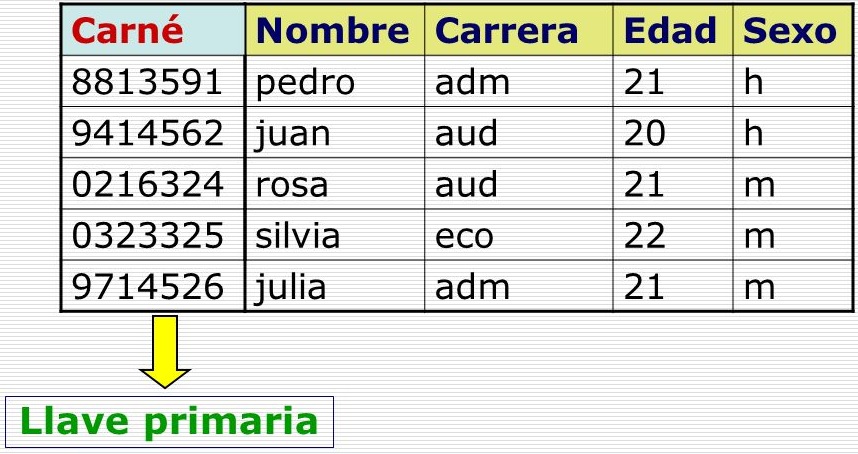 Carné Nombre Carrera Edad Sexo
8813591 pedro adm 21 h
9414562 juan aud 20 h
0216324 rosa aud 21 m
0323325 silvia eco 22 m
9714526 julia adm 21 m
Llave primaria